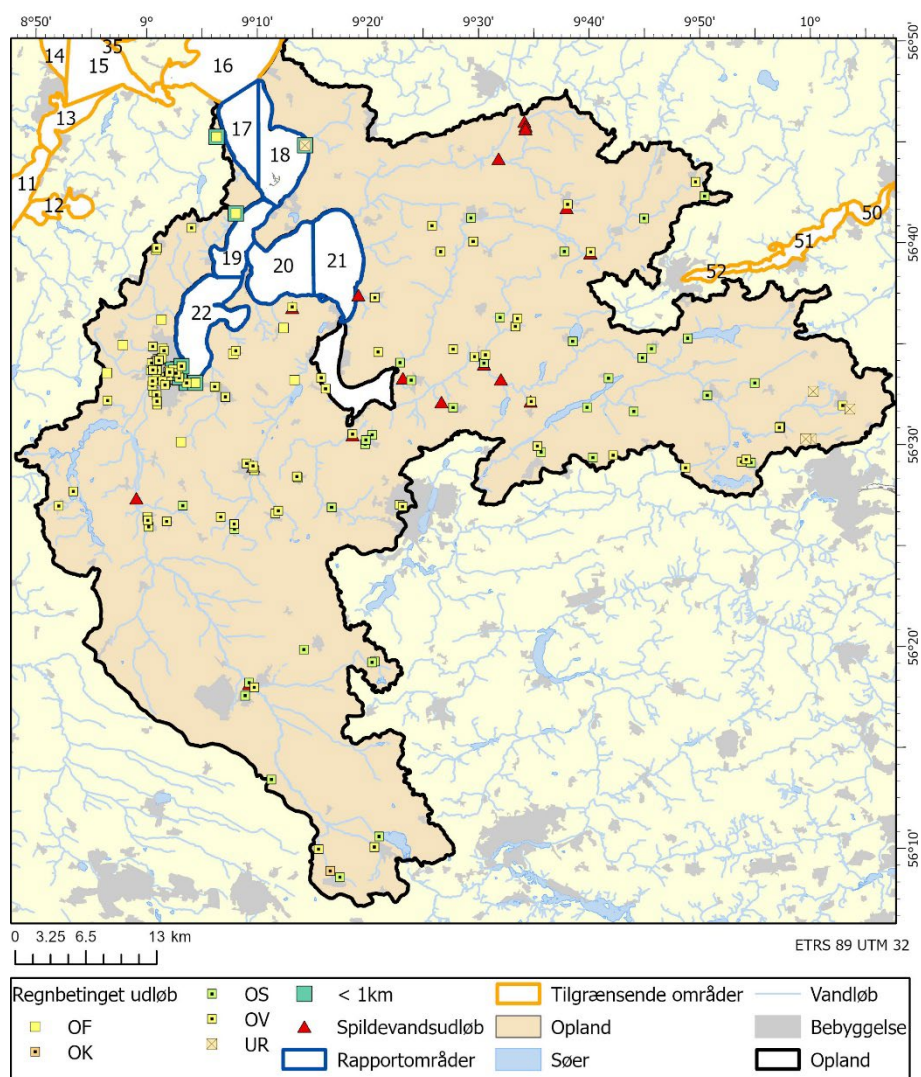 8°50' 9° 9°10' 9°20' 9°30' 9°40' 9°50' 10°
56°50'
14 15 35 16
13
17
18
11
12
50
51
52
56°40'
19
20 21
22
56°30'
56°20'
56°10'
0 3.25 6.5 13 km
ETRS 89 UTM 32
Regnbetinget udløb
OF
OK
OS
OV
UR
< 1km
Spildevandsudløb
Rapportområder
Tilgrænsende områder
Opland
Søer
Vandløb
Bebyggelse
Opland